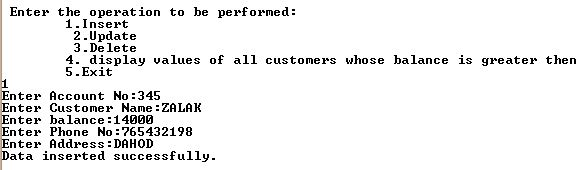 Enter the operation to be performed:
1.Insert
2.Update
3.Delete
4. display values of all customers whose balance is greater then
5.Exit
1
Enter Account No:345
Enter Customer Name:ZALAK
Enter balance:14000
Enter Phone No:765432198
Enter Address:DAHOD
Data inserted successfully.